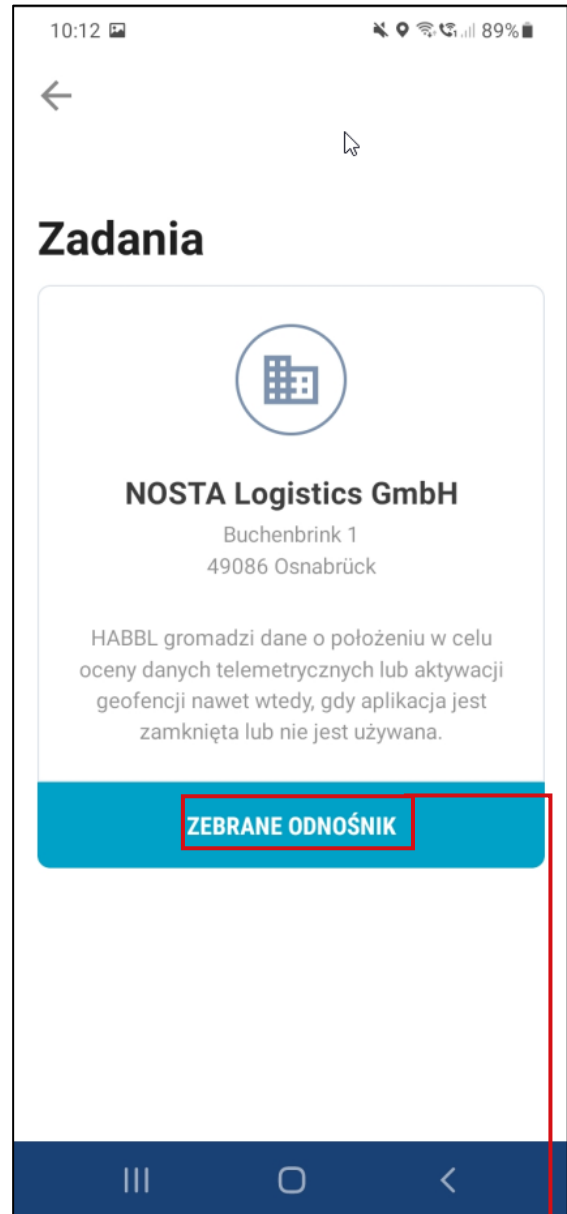 10:12
89%
Zadania
NOSTA Logistics GmbH
Buchenbrink 1
49086 Osnabrück
HABBL gromadzi dane o położeniu w celu
oceny danych telemetrycznych lub aktywacji
geofencji nawet wtedy, gdy aplikacja jest
zamknięta lub nie jest używana.
ZEBRANE ODNOŚNIK